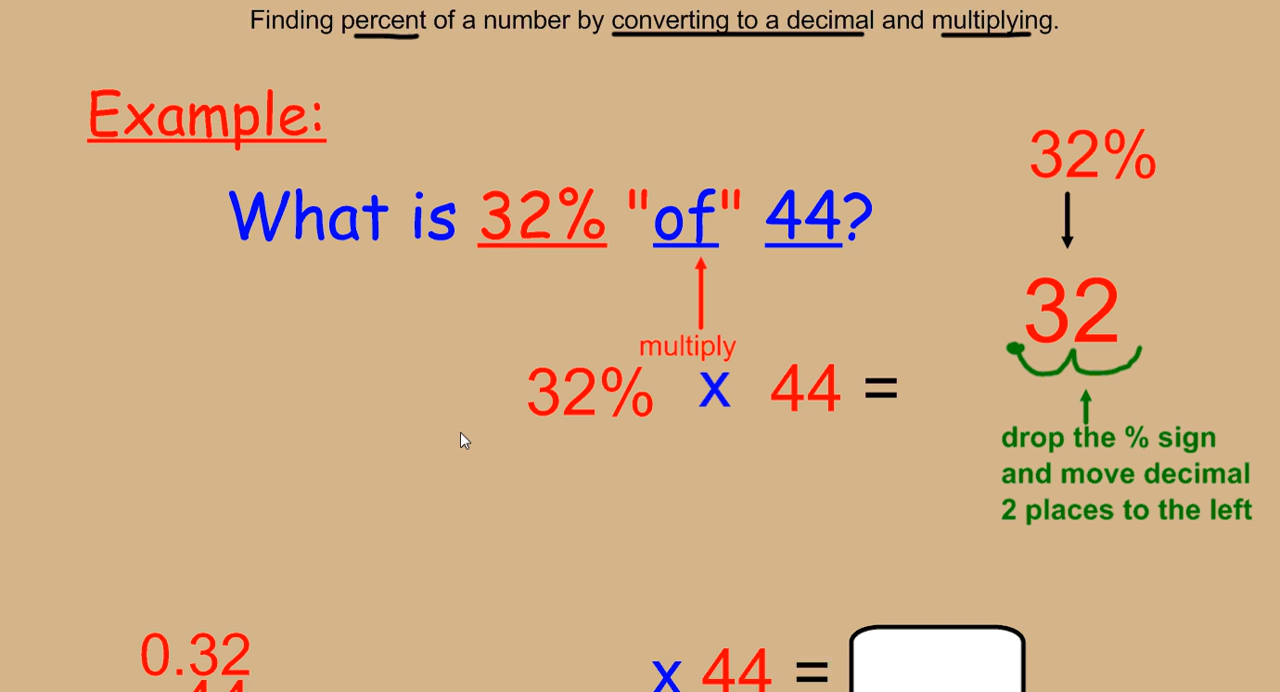 Finding percent of a number by converting to a decimal and multiplying.
Example:
32%
What is 32% "of" 44?
32
multiply
32% x 44 =
drop the % sign
and move decimal
2 places to the left
0.32
x 44 =
44